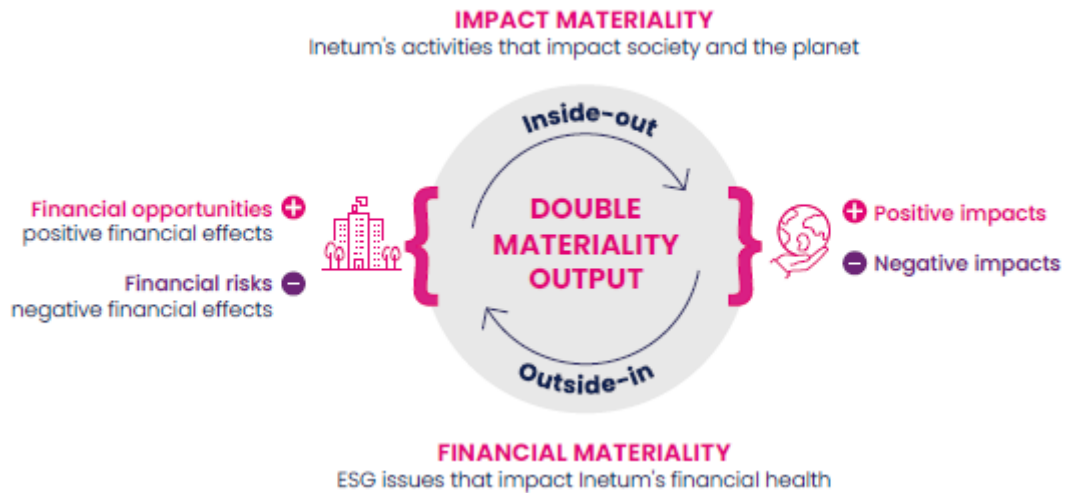 IMPACT MATERIALITY
Inetum's activities that impact society and the planet
Inside-out
Financial opportunities
positive financial effects
Financial risks
negative financial effects
DOUBLE
MATERIALITY
OUTPUT
Positive impacts
Negative impacts
Outside-in
FINANCIAL MATERIALITY
ESG issues that impact Inetum's financial health